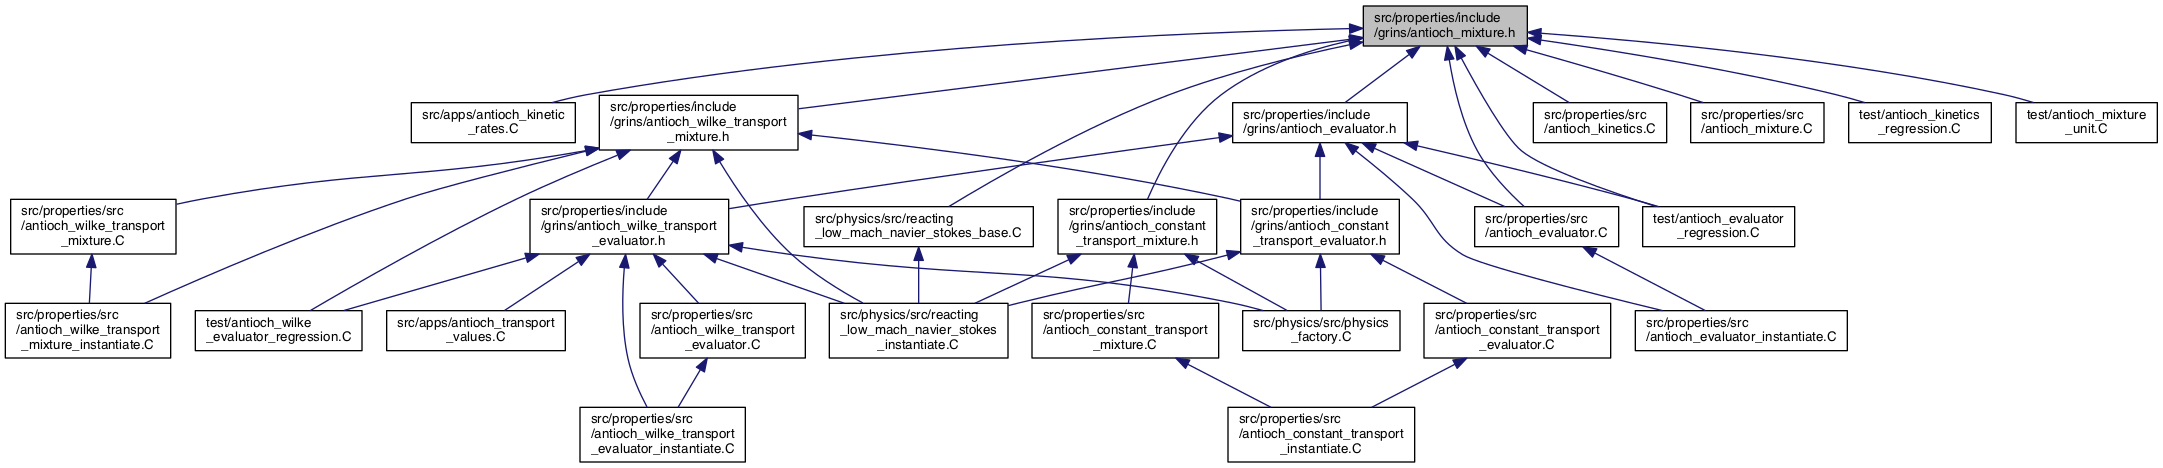 src/properties/include
/grins/antioch_mixture.h
src/apps/antioch_kinetic
_rates.C
src/properties/include
/grins/antioch_wilke_transport
_mixture.h
src/properties/include
/grins/antioch_evaluator.h
src/properties/src
/antioch_kinetics.C
src/properties/src
/antioch_mixture.C
test/antioch_kinetics
_regression.C
test/antioch_mixture
_unit.C
src/properties/src
/antioch_wilke_transport
_mixture.C
src/properties/include
/grins/antioch_wilke_transport
_evaluator.h
src/physics/src/reacting
_low_mach_navier_stokes_base.C
src/properties/include
/grins/antioch_constant
_transport_mixture.h
src/properties/include
/grins/antioch_constant
_transport_evaluator.h
src/properties/src
/antioch_evaluator.C
test/antioch_evaluator
_regression.C
src/properties/src
/antioch_wilke_transport
_mixture_instantiate.C
test/antioch_wilke
_evaluator_regression.C
src/apps/antioch_transport
_values.C
src/properties/src
/antioch_wilke_transport
_evaluator.C
src/physics/src/reacting
_low_mach_navier_stokes
_instantiate.C
src/properties/src
/antioch_constant_transport
_mixture.C
src/physics/src/physics
_factory.C
src/properties/src
/antioch_constant_transport
_evaluator.C
src/properties/src
/antioch_evaluator_instantiate.C
src/properties/src
/antioch_wilke_transport
_evaluator_instantiate.C
src/properties/src
/antioch_constant_transport
_instantiate.C